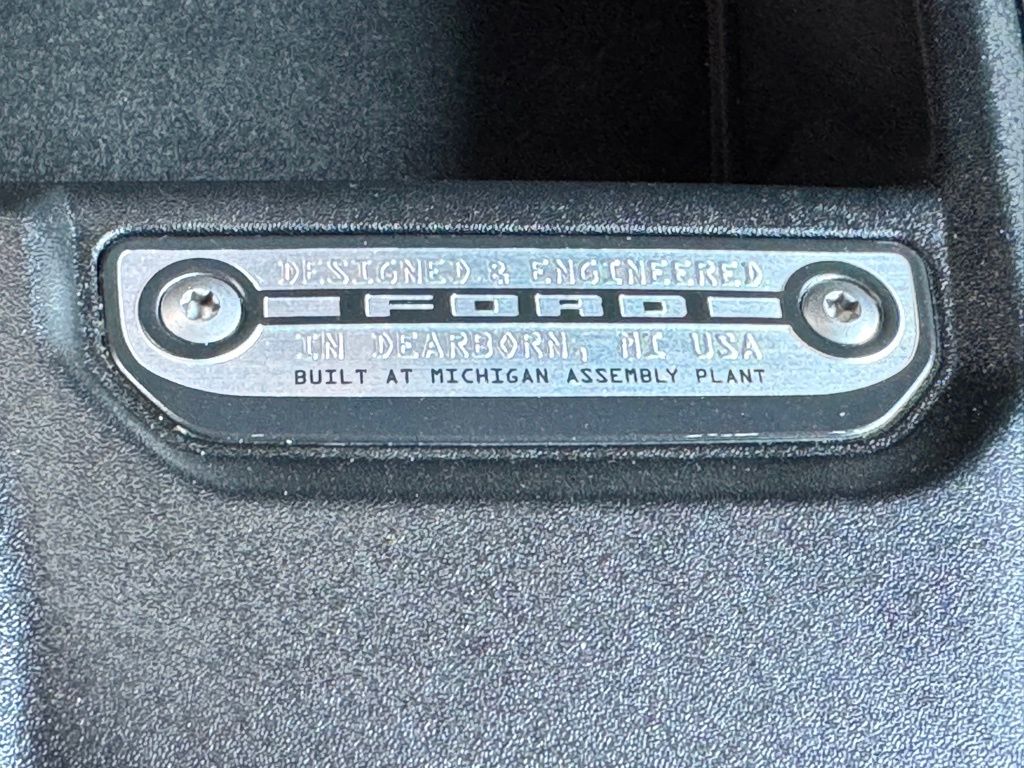 DESIGNED & ENGINEERED
FORD
IN DEARBORN, MI USA
BUILT AT MICHIGAN ASSEMBLY PLANT